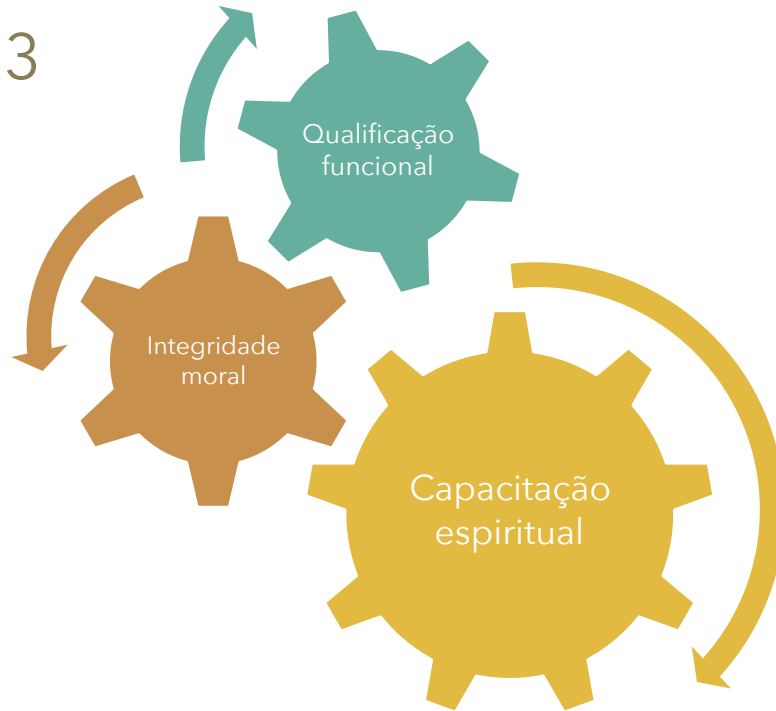 3
Qualificação
funcional
Integridade
moral
Capacitação
espiritual